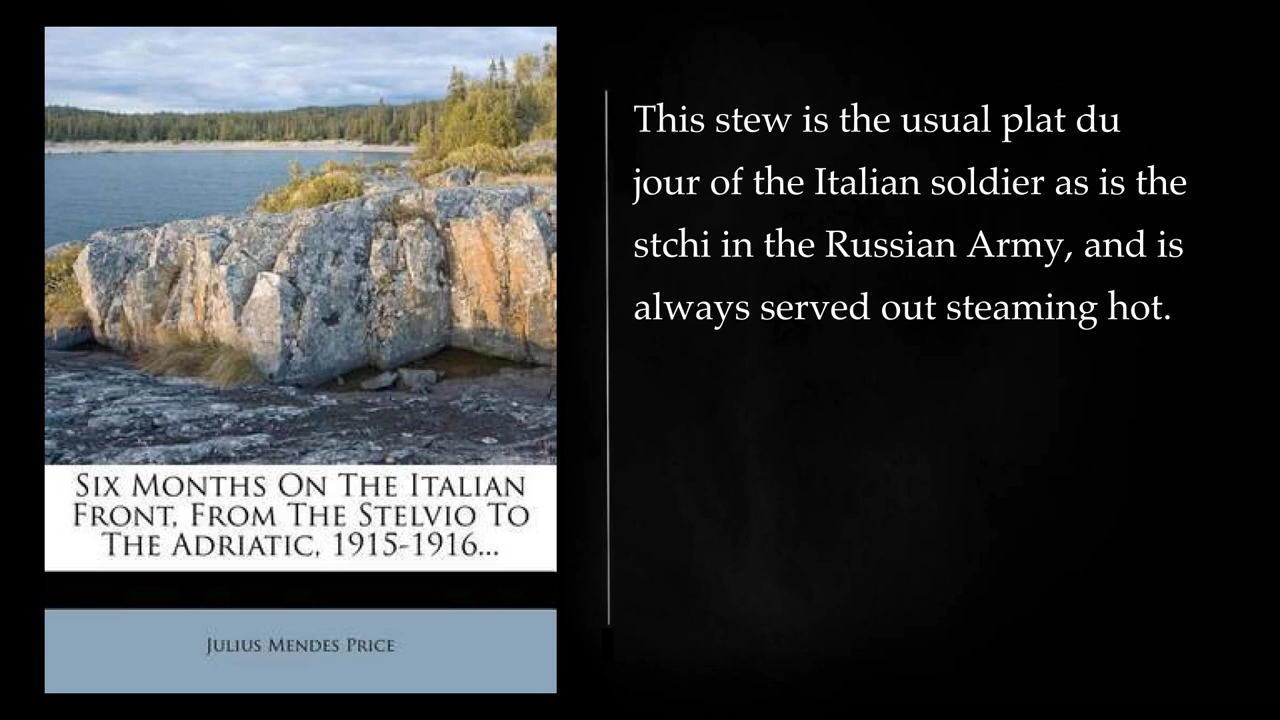 This stew is the usual plat du
jour of the Italian soldier as is the
stchi in the Russian Army, and is
always served out steaming hot.
Six Months On The Italian
Front, From The Stelvio To
The Adriatic, 1915-1916...
Julius Mendes Price